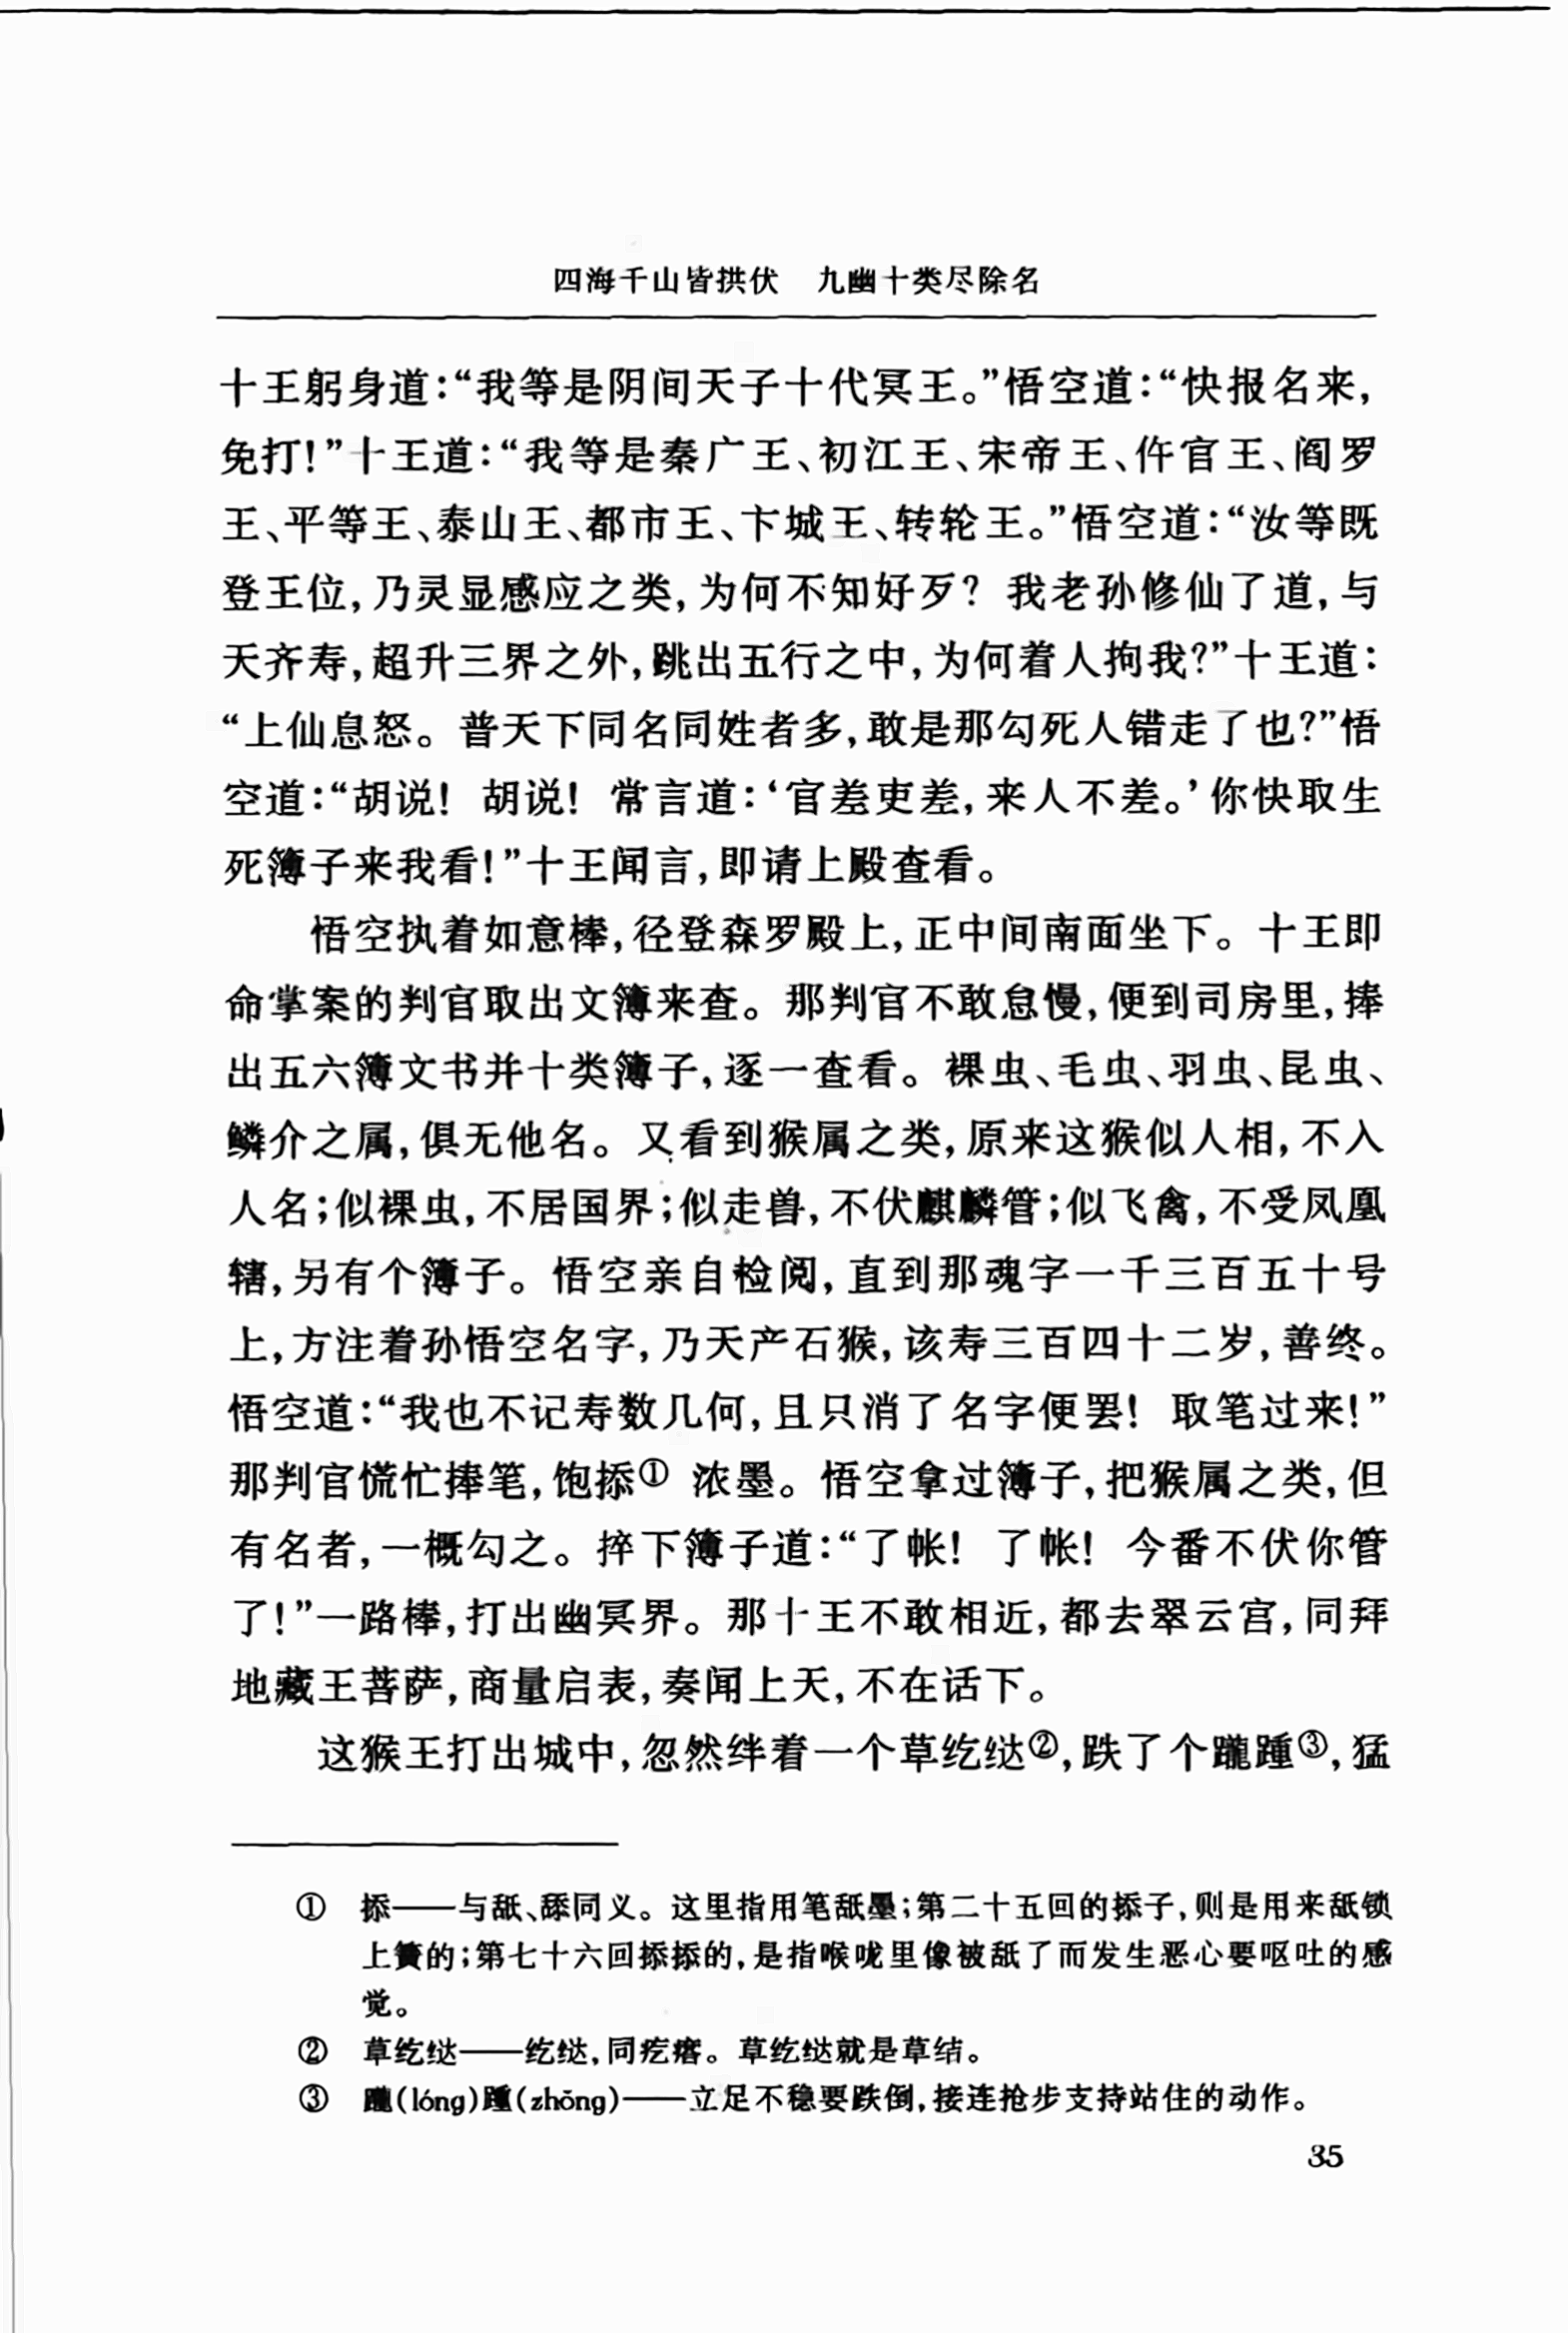 四海千山皆拱伏　九幽十类尽除名
十王躬身道：“我等是阴间天子十代冥王。”悟空道：“快报名来，
免打！”十王道：“我等是秦广王、初江王、宋帝王、仵官王、阎罗
王、平等王、泰山王、都市王、卞城王、转轮王。”悟空道：“汝等既
登王位，乃灵显感应之类，为何不知好歹？我老孙修仙了道，与
天齐寿，超升三界之外，跳出五行之中，为何着人拘我？”十王道：
“上仙息怒。普天下同名同姓者多，敢是那勾死人错走了也？”悟
空道：“胡说！胡说！常言道：‘官差吏差，来人不差。’你快取生
死簿子来我看！”十王闻言，即请上殿查看。
悟空执着如意棒，径登森罗殿上，正中间南面坐下。十王即
命掌案的判官取出文簿来查。那判官不敢怠慢，便到司房里，捧
出五六簿文书并十类簿子，逐一查看。裸虫、毛虫、羽虫、昆虫、
鳞介之属，俱无他名。又看到猴属之类，原来这猴似人相，不入
人名；似裸虫，不居国界；似走兽，不伏麒麟管；似飞禽，不受凤凰
辖，另有个簿子。悟空亲自检阅，直到那魂字一千三百五十号
上，方注着孙悟空名字，乃天产石猴，该寿三百四十二岁，善终。
悟空道：“我也不记寿数几何，且只消了名字便罢！取笔过来！”
那判官慌忙捧笔，饱掭① 浓墨。悟空拿过簿子，把猴属之类，但
有名者，一概勾之。捽下簿子道：“了帐！了帐！今番不伏你管
了！”一路棒，打出幽冥界。那十王不敢相近，都去翠云宫，同拜
地藏王菩萨，商量启表，奏闻上天，不在话下。
这猴王打出城中，忽然绊着一个草纥繨②，跌了个躘踵③，猛
① 掭——与舐、舔同义。这里指用笔舐墨；第二十五回的掭子，则是用来舐锁
上簧的；第七十六回掭掭的，是指喉咙里像被舐了而发生恶心要呕吐的感
觉。
② 草纥繨——纥繨，同疙瘩。草纥繨就是草结。
③ 躘(lóng)踵(zhōng)——立足不稳要跌倒，接连抢步支持站住的动作。
35